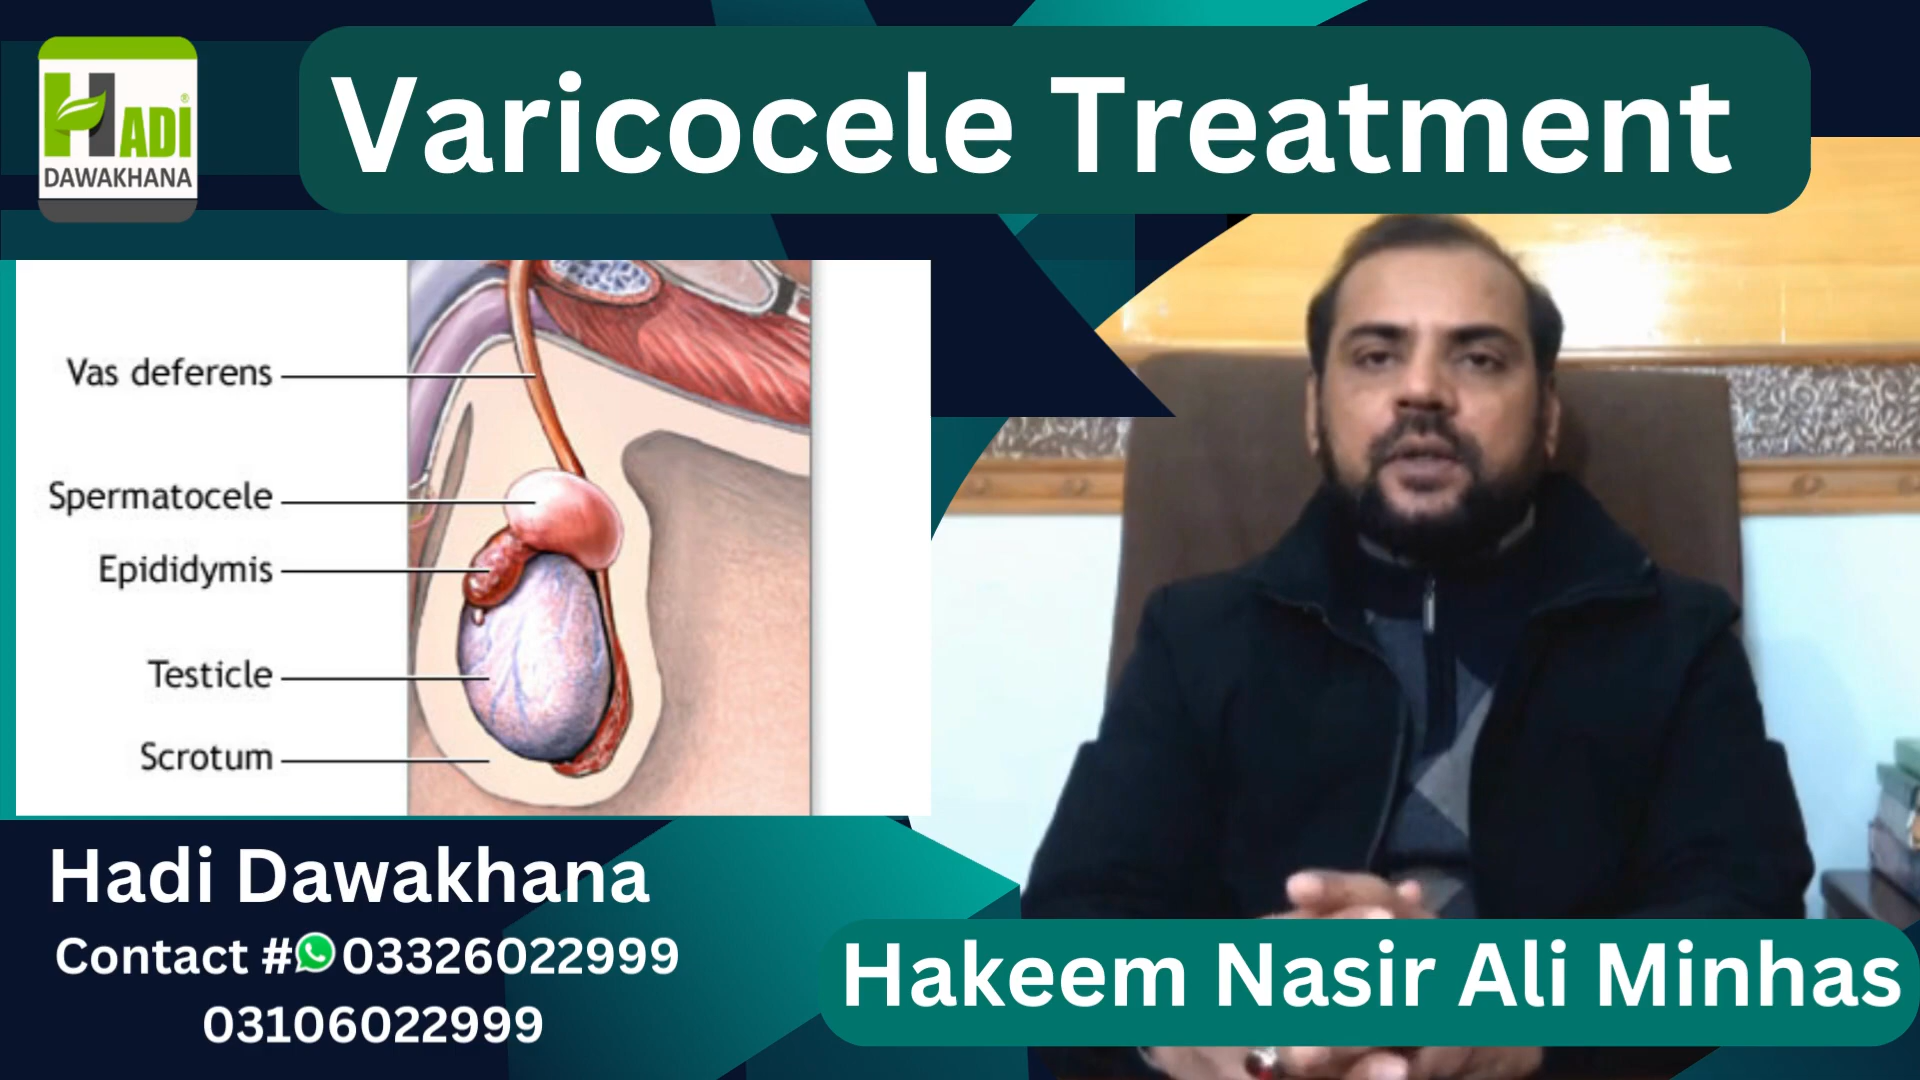 HADI
®
DAWAKHANA
Varicocele Treatment
Vas deferens
Spermatocele
Epididymis
Testicle
Scrotum
Hadi Dawakhana
Contact # 03326022999
03106022999
Hakeem Nasir Ali Minhas